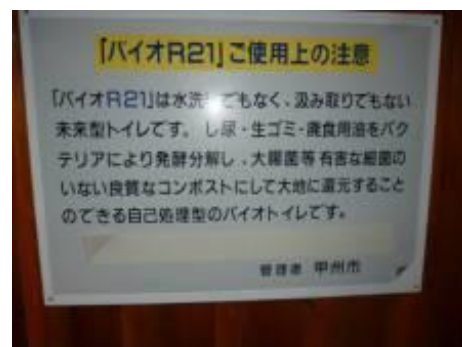 「バイオR21」ご使用上の注意
「バイオR21」は水洗でもなく、汲み取りでもない
未来型トイレです。 し尿・生ゴミ・廃食用油をバク
テリアにより発酵分解し、大腸菌等有害な細菌の
いない良質なコンポストにして大地に還元すること
のできる自己処理型のバイオトイレです。
管理者 甲州市